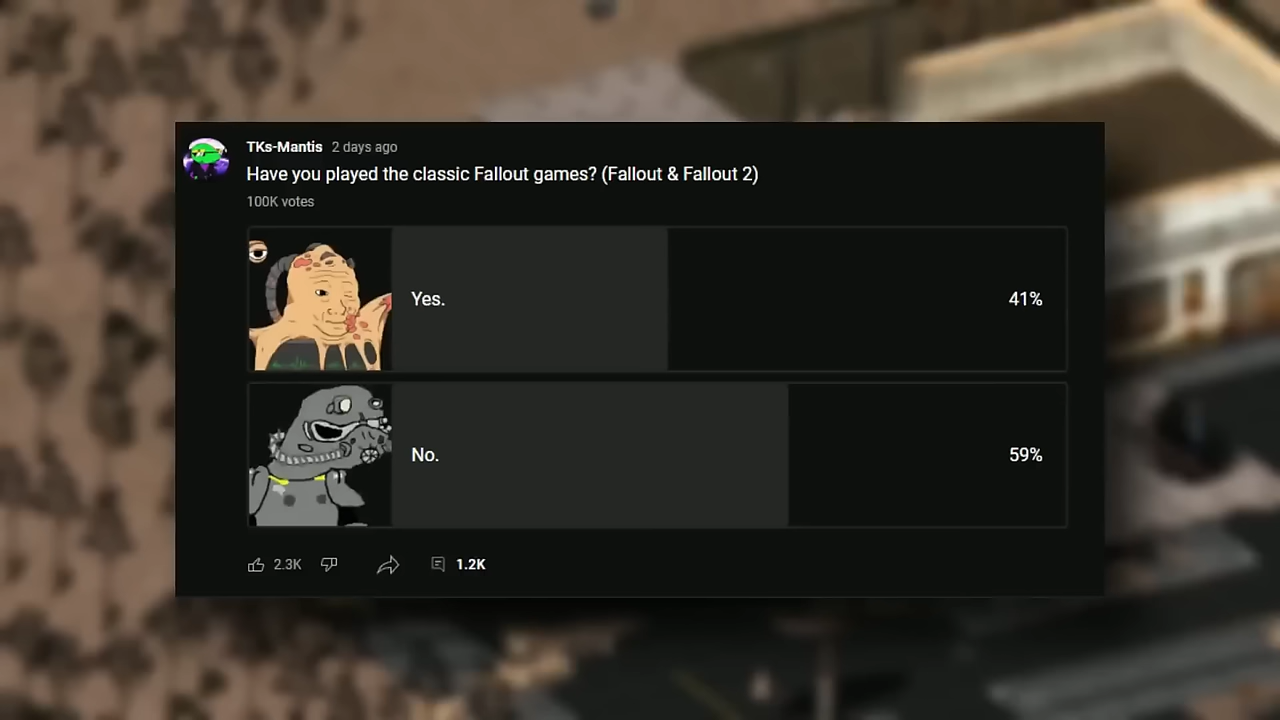 TKs-Mantis 2 days ago
Have you played the classic Fallout games? (Fallout & Fallout 2)
100K votes
Yes. 41%
No. 59%
2.3K 1.2K